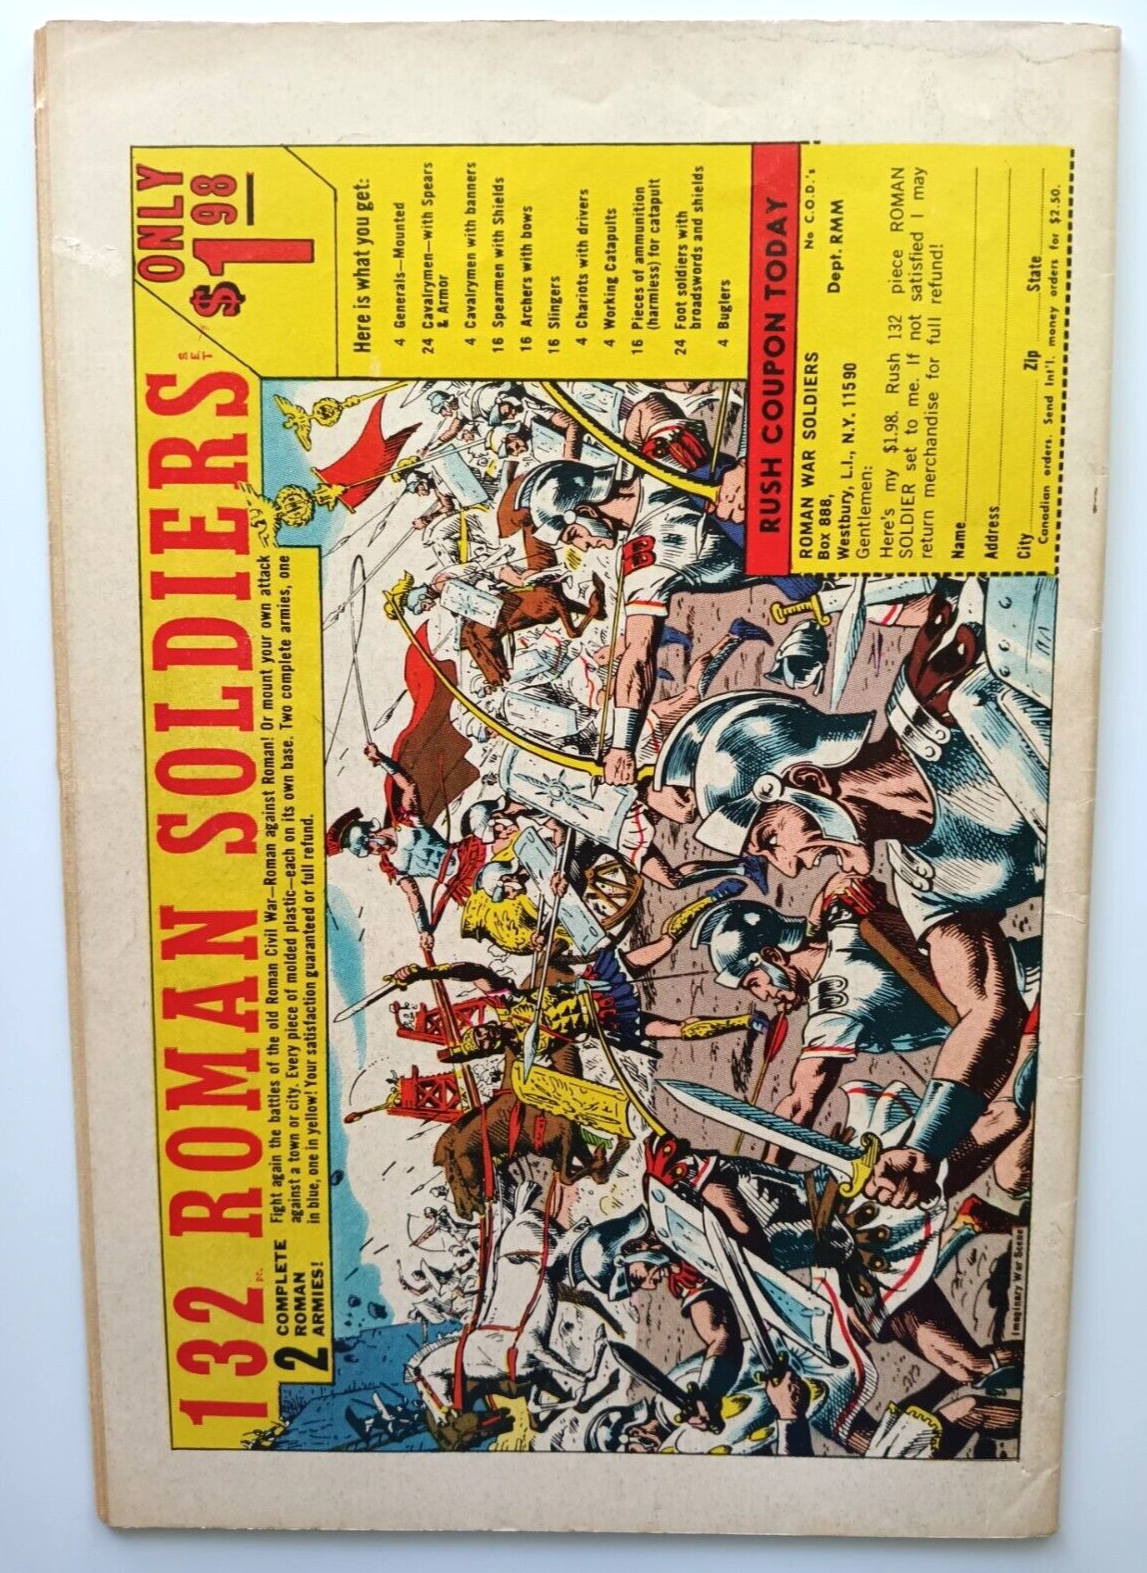 132 PC. ROMAN SOLDIERS SET
ONLY
$1.98
2 COMPLETE
ROMAN
ARMIES!
Fight again the battles of the old Roman Civil War—Roman against Roman! Or mount your own attack
against a town or city. Every piece of molded plastic—each on its own base. Two complete armies, one
in blue, one in yellow! Your satisfaction guaranteed or full refund.
Here is what you get:
4 Generals—Mounted
24 Cavalrymen—with Spears
& Armor
4 Cavalrymen with banners
16 Spearmen with Shields
16 Archers with bows
16 Slingers
4 Chariots with drivers
4 Working Catapults
16 Pieces of ammunition
(harmless) for catapult
24 Foot soldiers with
broadswords and shields
4 Buglers
RUSH COUPON TODAY
ROMAN WAR SOLDIERS No C.O.D.'s
Box 888, Dept. RMM
Westbury, L.I., N.Y. 11590
Gentlemen:
Here's my $1.98. Rush 132 piece ROMAN
SOLDIER set to me. If not satisfied I may
return merchandise for full refund!
Name
Address
City Zip State
Canadian orders. Send Int'l. money orders for $2.50.
Imaginary War Scene